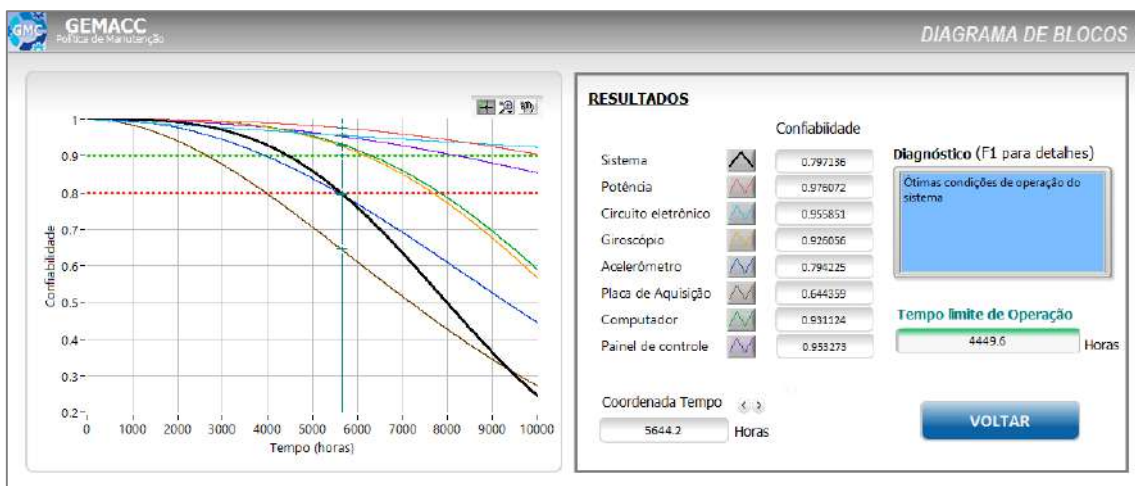 GMC
GEMACC
Política de Manutenção
DIAGRAMA DE BLOCOS
Confiabilidade
1
0.9
0.8
0.7
0.6
0.5
0.4
0.3
0.2
0 1000 2000 3000 4000 5000 6000 7000 8000 9000 10000
Tempo (horas)
RESULTADOS
Confiabilidade
Sistema 0.797136
Potência 0.976072
Circuito eletrônico 0.955851
Giroscópio 0.926056
Acelerômetro 0.794225
Placa de Aquisição 0.644359
Computador 0.931124
Painel de controle 0.953273
Coordenada Tempo
5644.2 Horas
Diagnóstico (F1 para detalhes)
Ótimas condições de operação do
sistema
Tempo limite de Operação
4449.6 Horas
VOLTAR